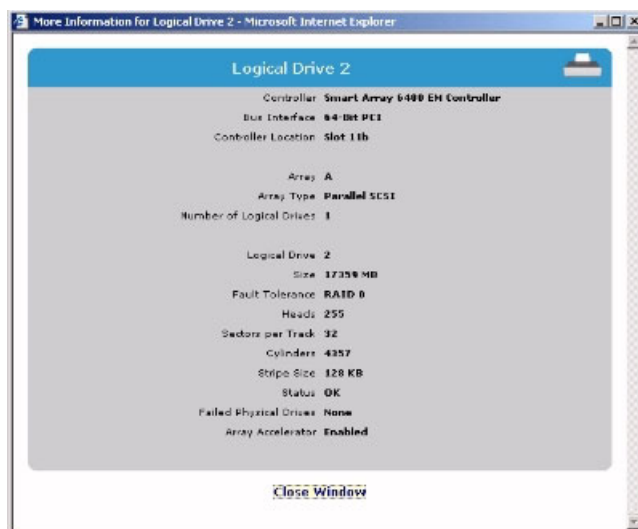 More Information for Logical Drive 2 - Microsoft Internet Explorer
Logical Drive 2
Controller Smart Array 6400 EM Controller
Bus Interface 64-Bit PCI
Controller Location Slot 11b
Array A
Array Type Parallel SCSI
Number of Logical Drives 1
Logical Drive 2
Size 17359 MB
Fault Tolerance RAID 0
Heads 255
Sectors per Track 32
Cylinders 4357
Stripe Size 128 KB
Status OK
Failed Physical Drives None
Array Accelerator Enabled
Close Window